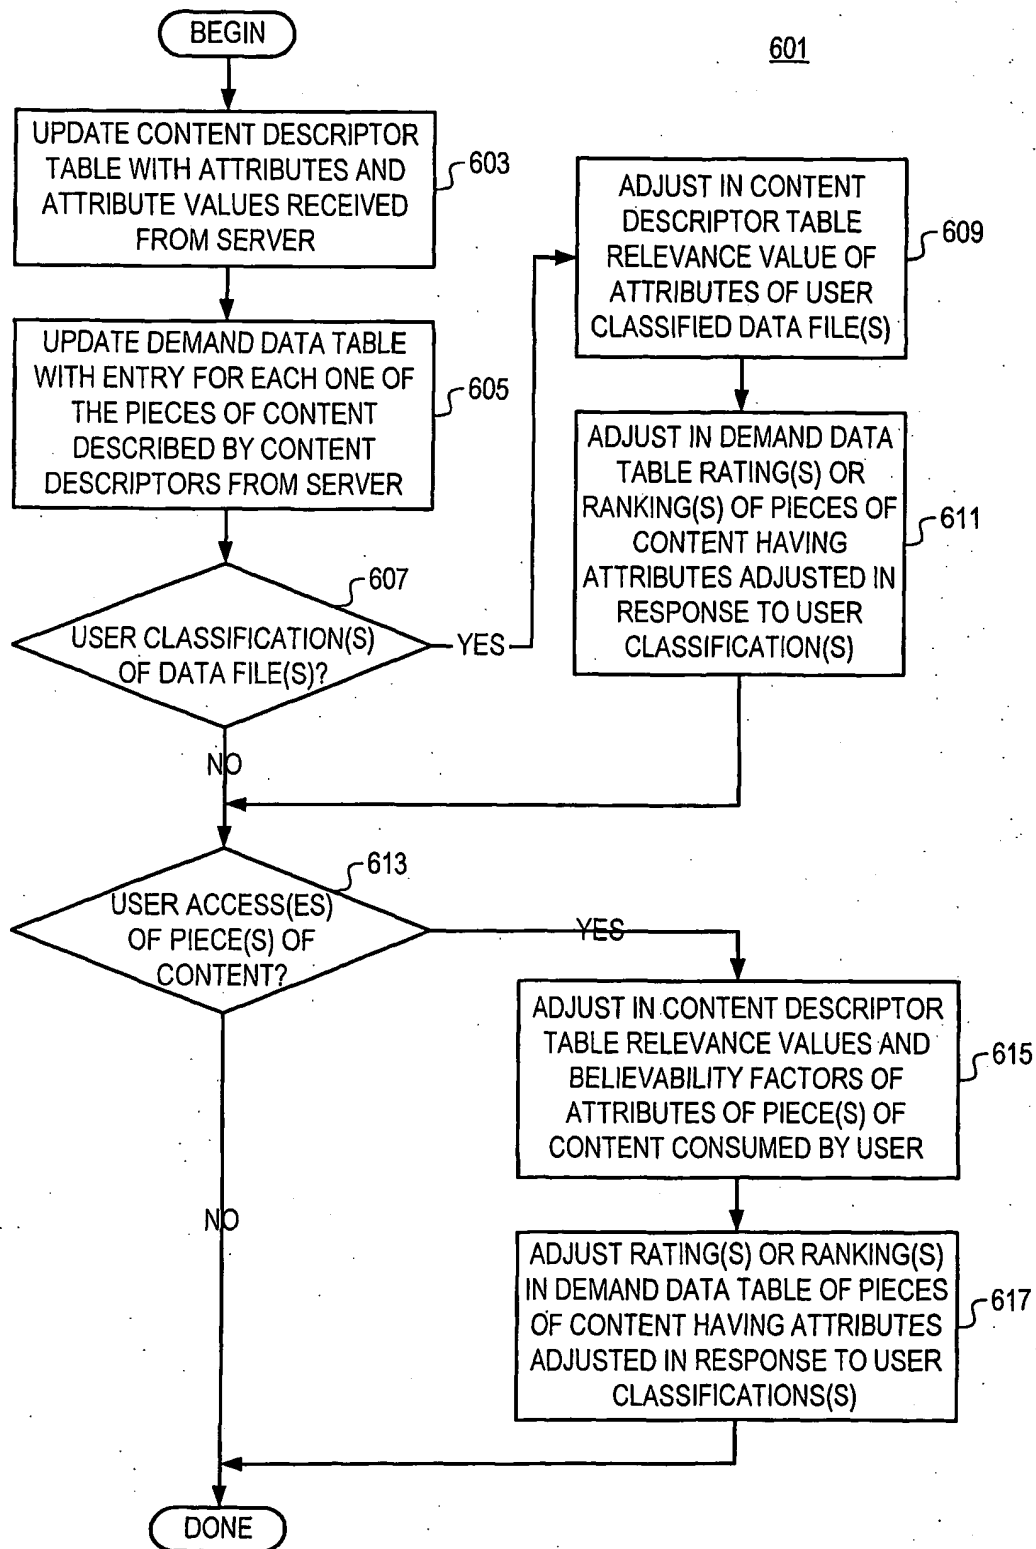 BEGIN
601
UPDATE CONTENT DESCRIPTOR
TABLE WITH ATTRIBUTES AND
ATTRIBUTE VALUES RECEIVED
FROM SERVER
603
UPDATE DEMAND DATA TABLE
WITH ENTRY FOR EACH ONE OF
THE PIECES OF CONTENT
DESCRIBED BY CONTENT
DESCRIPTORS FROM SERVER
605
607
USER CLASSIFICATION(S)
OF DATA FILE(S)?
YES
NO
ADJUST IN CONTENT
DESCRIPTOR TABLE
RELEVANCE VALUE OF
ATTRIBUTES OF USER
CLASSIFIED DATA FILE(S)
609
ADJUST IN DEMAND DATA
TABLE RATING(S) OR
RANKING(S) OF PIECES OF
CONTENT HAVING
ATTRIBUTES ADJUSTED IN
RESPONSE TO USER
CLASSIFICATION(S)
611
613
USER ACCESS(ES)
OF PIECE(S) OF
CONTENT?
YES
NO
ADJUST IN CONTENT DESCRIPTOR
TABLE RELEVANCE VALUES AND
BELIEVABILITY FACTORS OF
ATTRIBUTES OF PIECE(S) OF
CONTENT CONSUMED BY USER
615
ADJUST RATING(S) OR RANKING(S)
IN DEMAND DATA TABLE OF PIECES
OF CONTENT HAVING ATTRIBUTES
ADJUSTED IN RESPONSE TO USER
CLASSIFICATIONS(S)
617
DONE